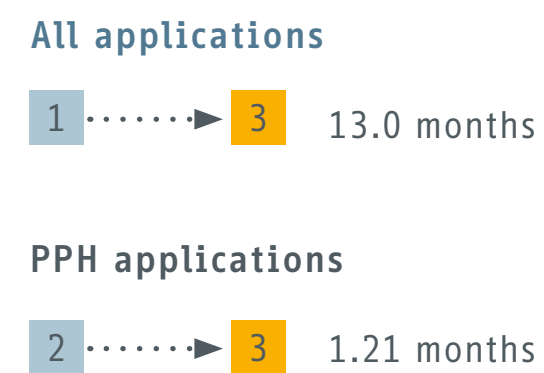 All applications
1 3 13.0 months
PPH applications
2 3 1.21 months